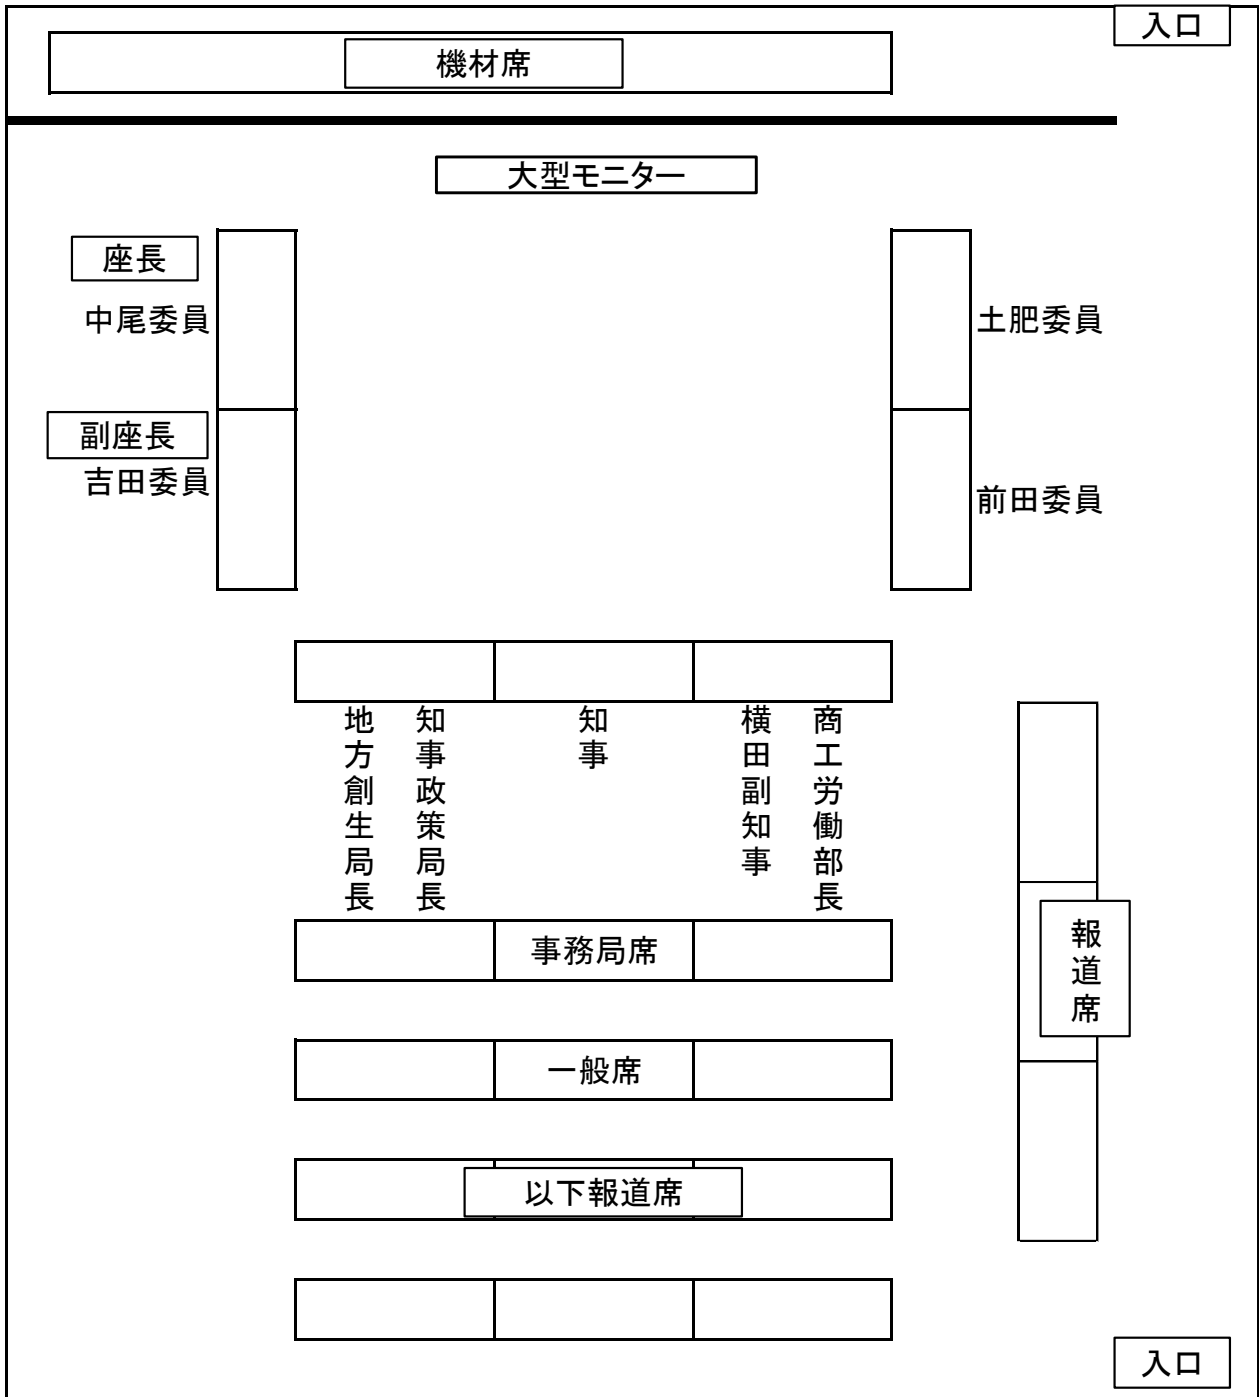 入口
機材席
大型モニター
座長
中尾委員
土肥委員
副座長
吉田委員
前田委員
地方創生局長
知事政策局長
知事
横田副知事
商工労働部長
事務局席
報道席
一般席
以下報道席
入口